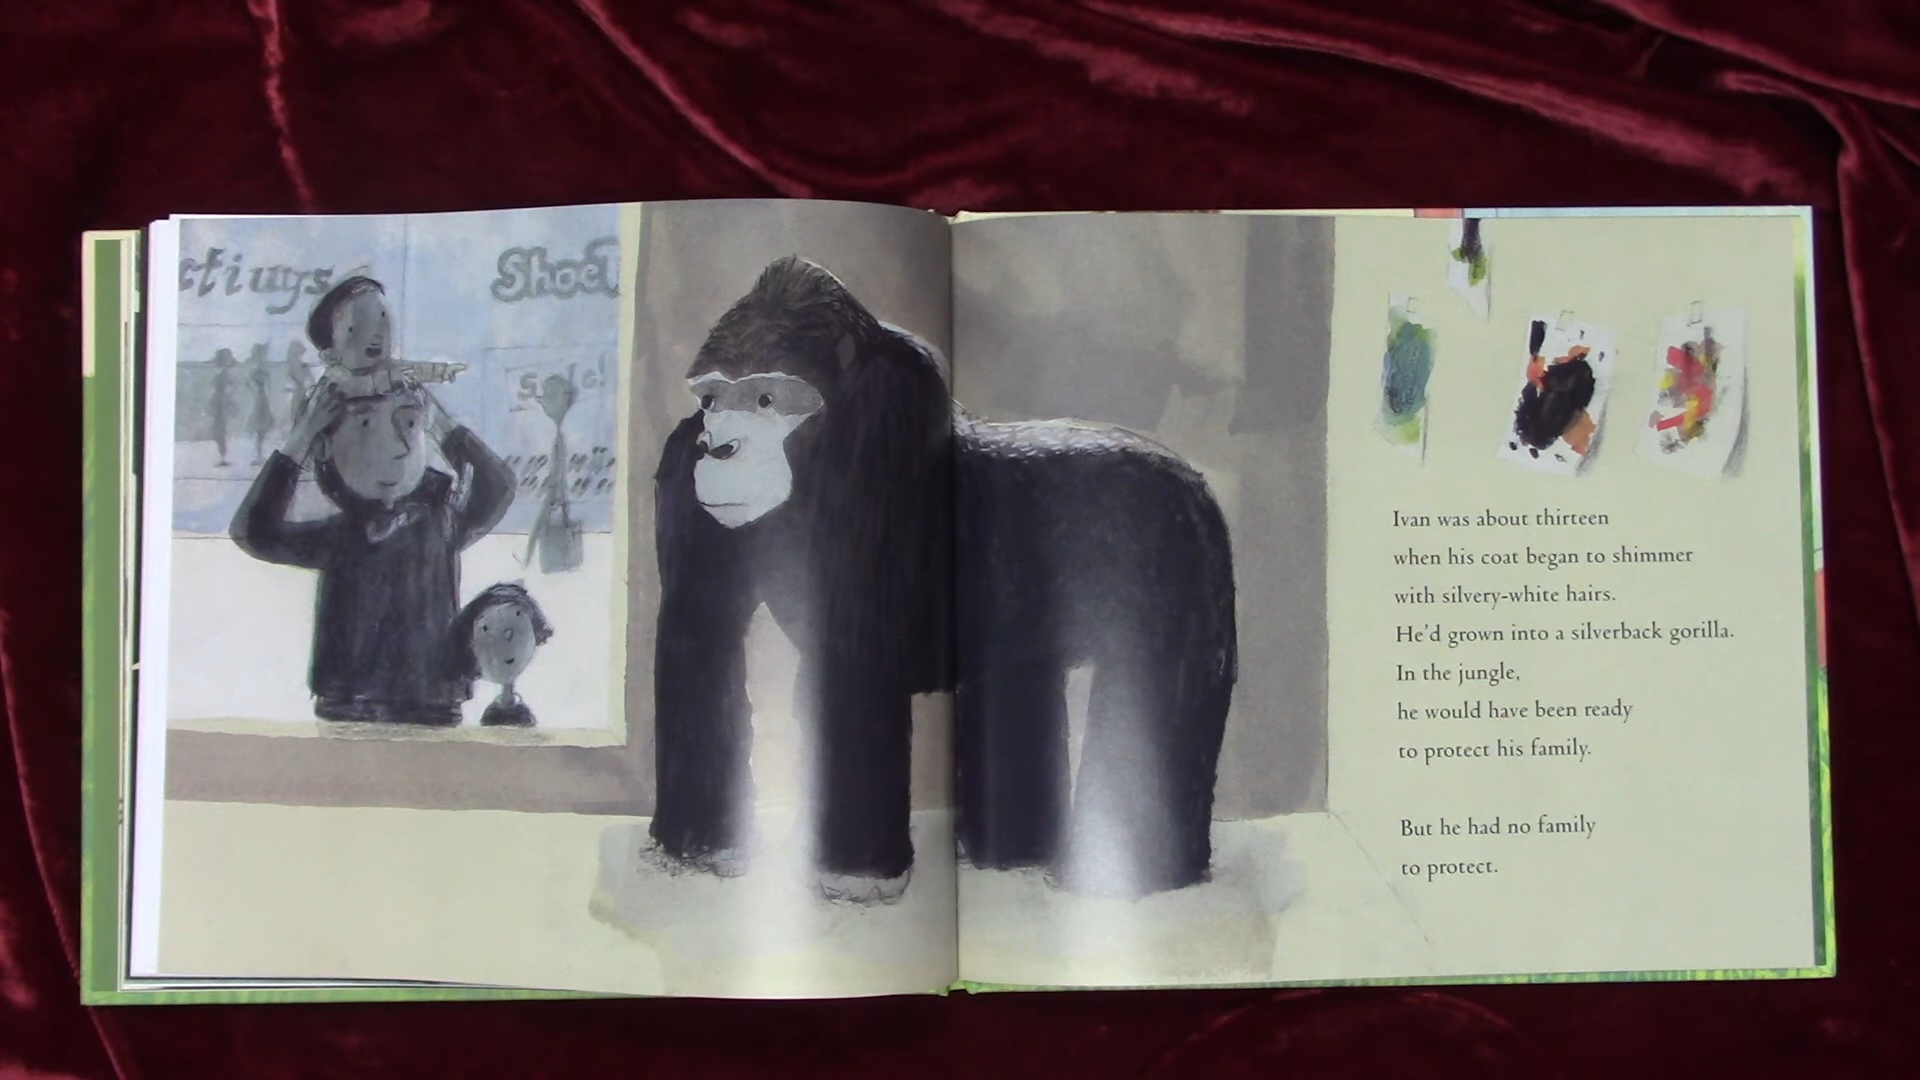 ctiugs
Shoe
Sale!
Ivan was about thirteen
when his coat began to shimmer
with silvery-white hairs.
He'd grown into a silverback gorilla.
In the jungle,
he would have been ready
to protect his family.
But he had no family
to protect.